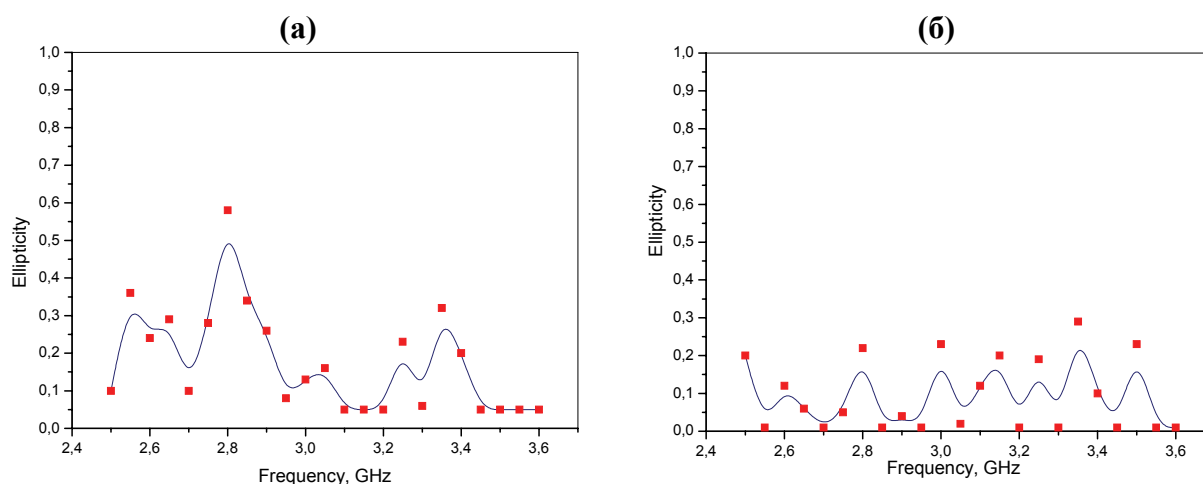 (а)
1,0
0,9
0,8
0,7
0,6
0,5
0,4
0,3
0,2
0,1
0,0
Ellipticity
2,4 2,6 2,8 3,0 3,2 3,4 3,6
Frequency, GHz
(б)
1,0
0,9
0,8
0,7
0,6
0,5
0,4
0,3
0,2
0,1
0,0
Ellipticity
2,4 2,6 2,8 3,0 3,2 3,4 3,6
Frequency, GHz